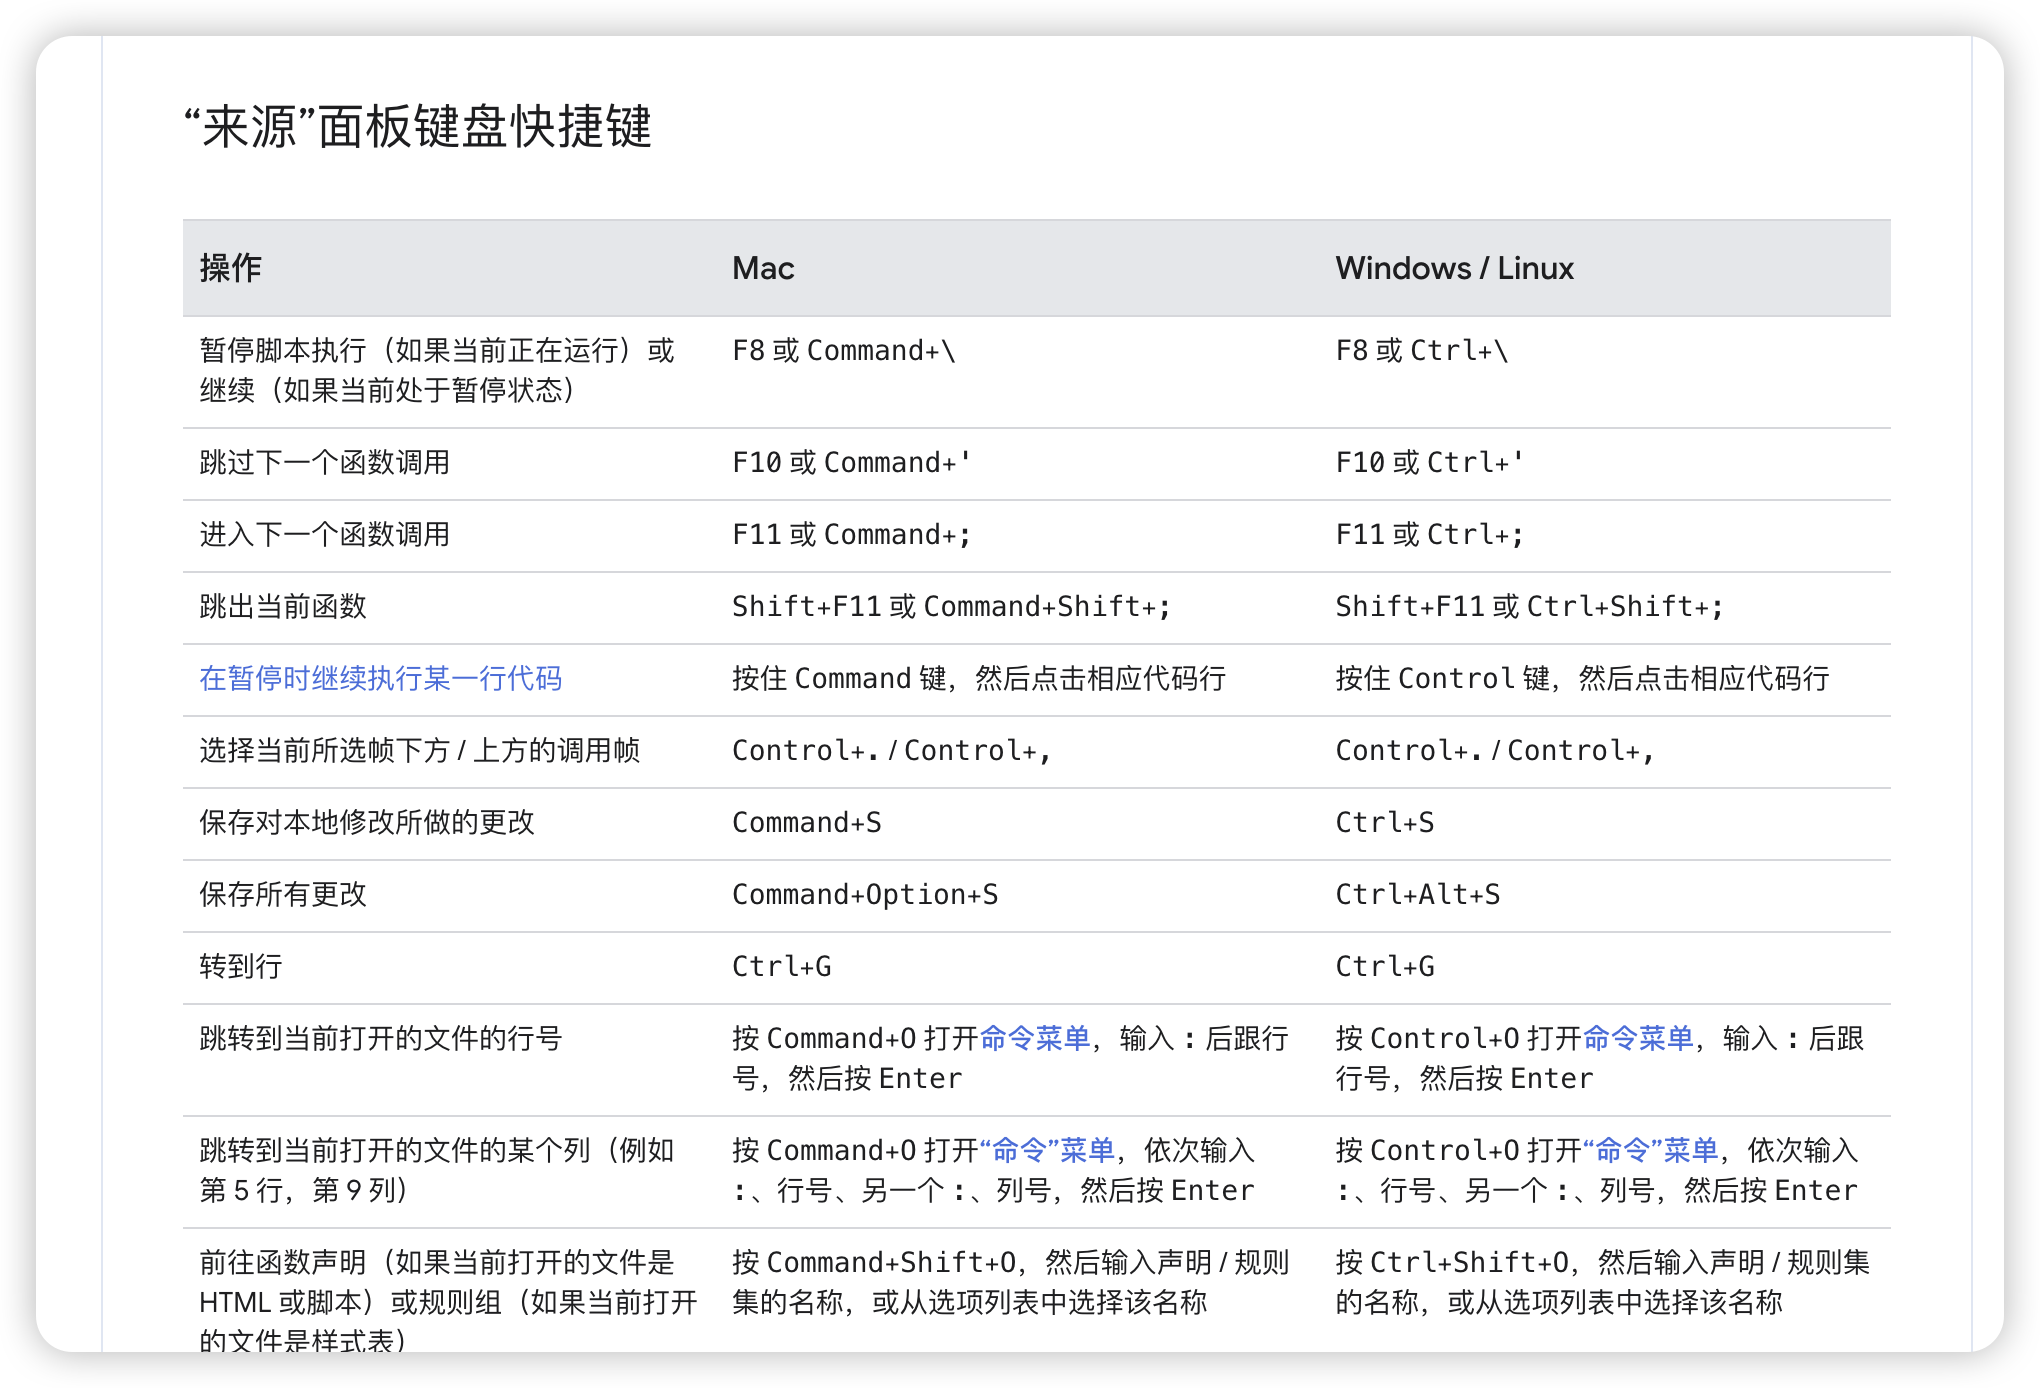 “来源”面板键盘快捷键
操作 Mac Windows / Linux
暂停脚本执行（如果当前正在运行）或 F8 或 Command+\ F8 或 Ctrl+\
继续（如果当前处于暂停状态）
跳过下一个函数调用 F10 或 Command+' F10 或 Ctrl+'
进入下一个函数调用 F11 或 Command+; F11 或 Ctrl+;
跳出当前函数 Shift+F11 或 Command+Shift+; Shift+F11 或 Ctrl+Shift+;
在暂停时继续执行某一行代码 按住 Command 键，然后点击相应代码行 按住 Control 键，然后点击相应代码行
选择当前所选帧下方 / 上方的调用帧 Control+. / Control+, Control+. / Control+,
保存对本地修改所做的更改 Command+S Ctrl+S
保存所有更改 Command+Option+S Ctrl+Alt+S
转到行 Ctrl+G Ctrl+G
跳转到当前打开的文件的行号 按 Command+O 打开命令菜单，输入 : 后跟行 按 Control+O 打开命令菜单，输入 : 后跟
号，然后按 Enter 行号，然后按 Enter
跳转到当前打开的文件的某个列（例如 按 Command+O 打开“命令”菜单，依次输入 按 Control+O 打开“命令”菜单，依次输入
第 5 行，第 9 列） :、行号、另一个 :、列号，然后按 Enter :、行号、另一个 :、列号，然后按 Enter
前往函数声明（如果当前打开的文件是 按 Command+Shift+O，然后输入声明 / 规则 按 Ctrl+Shift+O，然后输入声明 / 规则集
HTML 或脚本）或规则组（如果当前打开 集的名称，或从选项列表中选择该名称 的名称，或从选项列表中选择该名称
的文件是样式表）